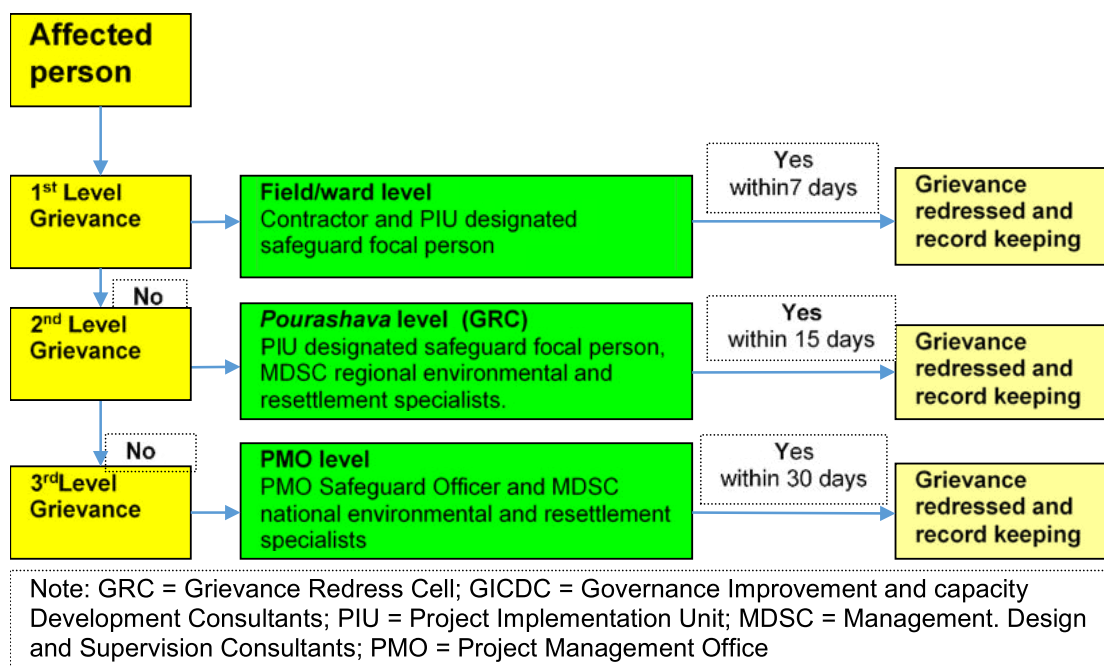 Affected
person
1st Level
Grievance
Field/ward level
Contractor and PIU designated
safeguard focal person
Yes
within7 days
Grievance
redressed and
record keeping
No
2nd Level
Grievance
Pourashava level (GRC)
PIU designated safeguard focal person,
MDSC regional environmental and
resettlement specialists.
Yes
within 15 days
Grievance
redressed and
record keeping
No
3rdLevel
Grievance
PMO level
PMO Safeguard Officer and MDSC
national environmental and resettlement
specialists
Yes
within 30 days
Grievance
redressed and
record keeping
Note: GRC = Grievance Redress Cell; GICDC = Governance Improvement and capacity
Development Consultants; PIU = Project Implementation Unit; MDSC = Management. Design
and Supervision Consultants; PMO = Project Management Office